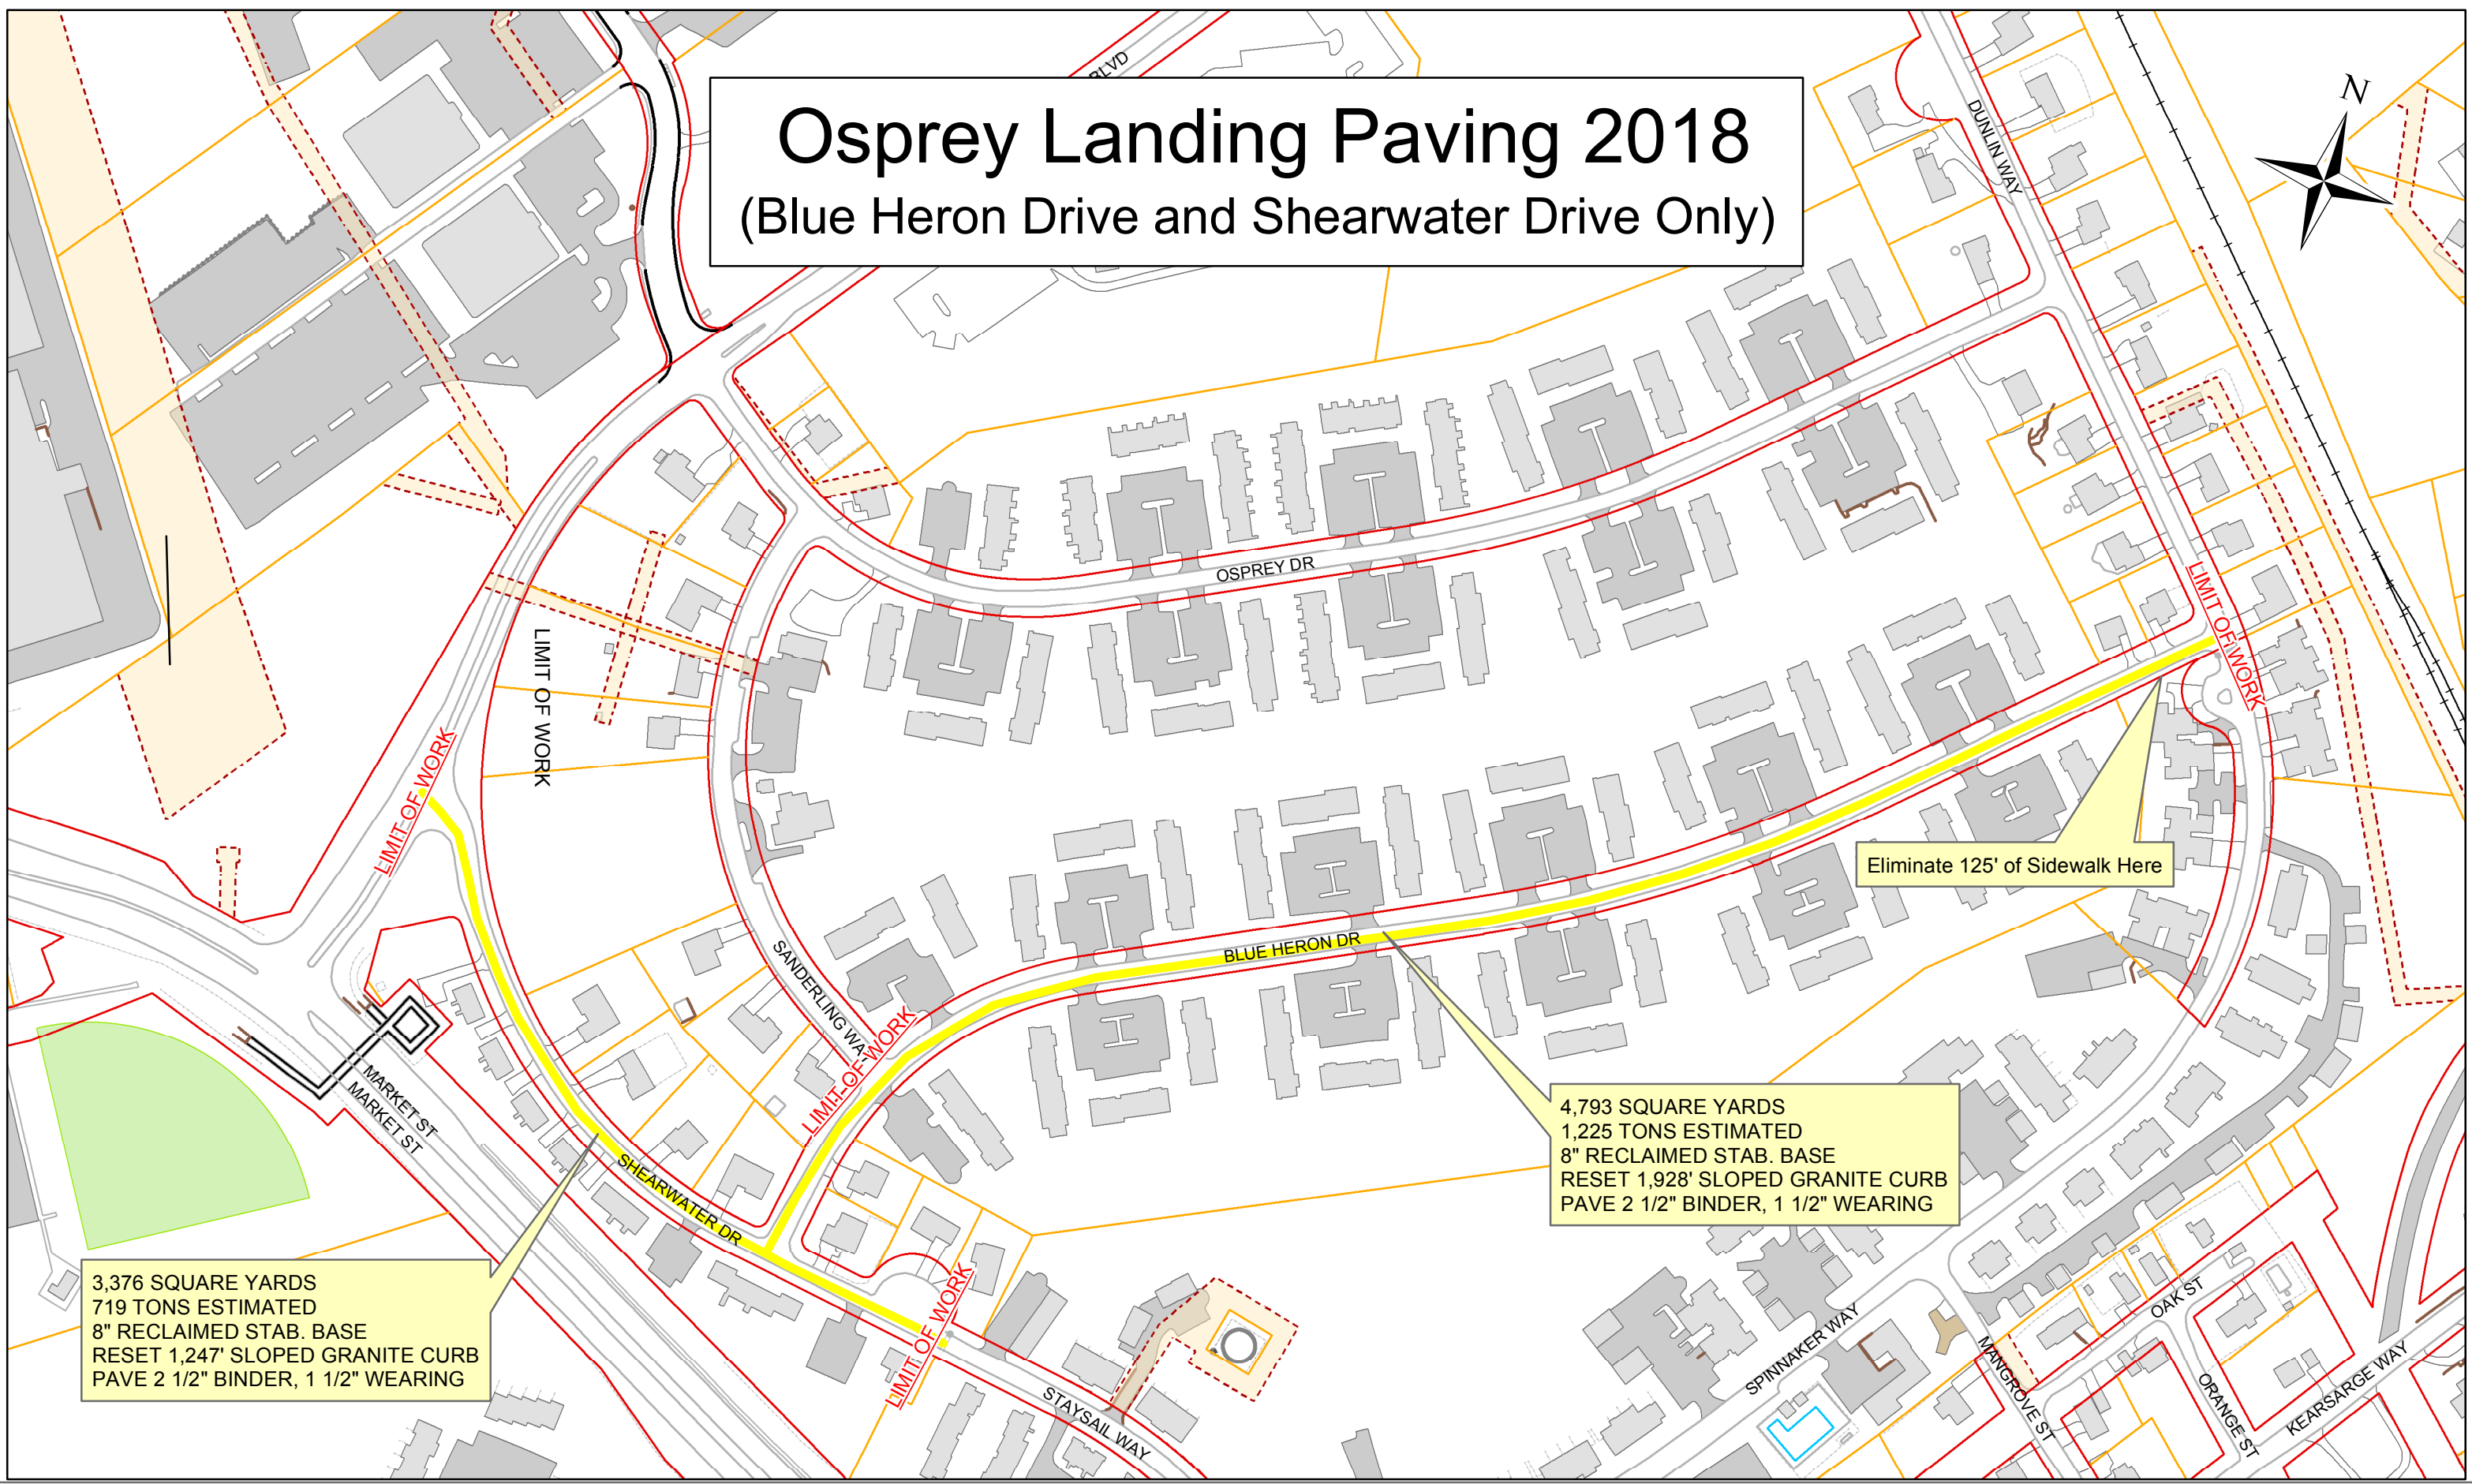 BLVD
Osprey Landing Paving 2018
(Blue Heron Drive and Shearwater Drive Only)
N
DUNLIN WAY
OSPREY DR
LIMIT OF WORK
LIMIT OF WORK
LIMIT OF WORK
Eliminate 125' of Sidewalk Here
SANDERLING WA
BLUE HERON DR
LIMIT OF WORK
MARKET ST
MARKET ST
SHEARWATER DR
4,793 SQUARE YARDS
1,225 TONS ESTIMATED
8" RECLAIMED STAB. BASE
RESET 1,928' SLOPED GRANITE CURB
PAVE 2 1/2" BINDER, 1 1/2" WEARING
3,376 SQUARE YARDS
719 TONS ESTIMATED
8" RECLAIMED STAB. BASE
RESET 1,247' SLOPED GRANITE CURB
PAVE 2 1/2" BINDER, 1 1/2" WEARING
LIMIT OF WORK
STAYSAIL WAY
SPINNAKER WAY
MANGROVE ST
OAK ST
ORANGE ST
KEARSARGE WAY